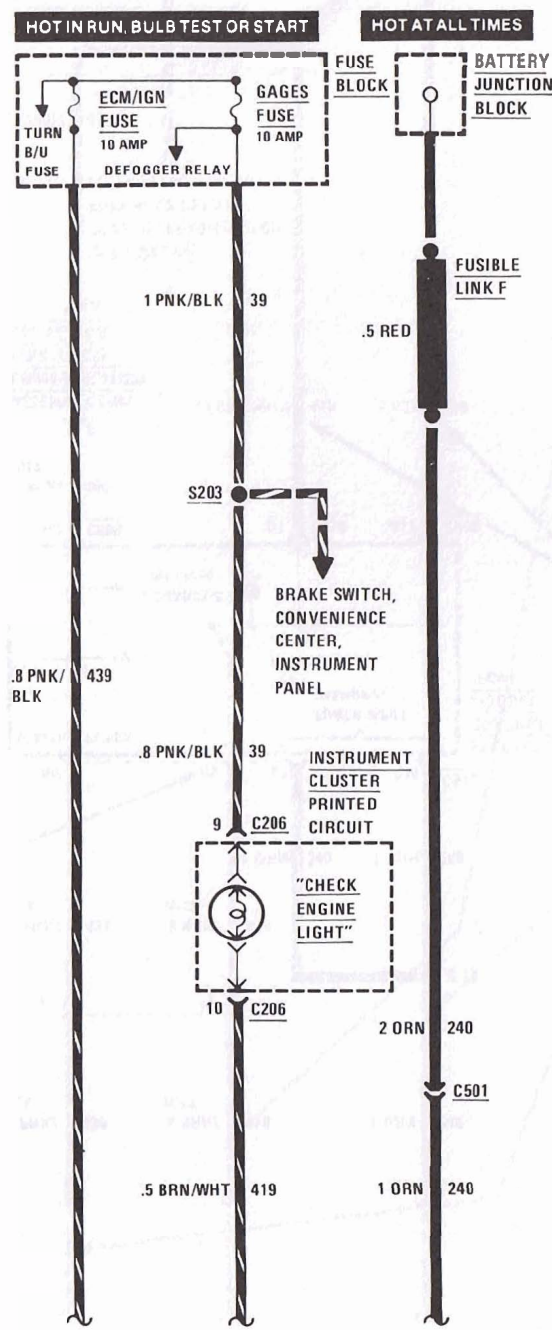 HOT IN RUN, BULB TEST OR START
HOT AT ALL TIMES
ECM/IGN
FUSE
10 AMP
GAGES
FUSE
10 AMP
FUSE
BLOCK
BATTERY
JUNCTION
BLOCK
TURN
B/U
FUSE
DEFOGGER RELAY
1 PNK/BLK 39
.5 RED
FUSIBLE
LINK F
S203
BRAKE SWITCH,
CONVENIENCE
CENTER,
INSTRUMENT
PANEL
.8 PNK/ 439
BLK
.8 PNK/BLK 39
INSTRUMENT
CLUSTER
PRINTED
CIRCUIT
9 C206
"CHECK
ENGINE
LIGHT"
10 C206
2 ORN 240
C501
.5 BRN/WHT 419
1 ORN 240